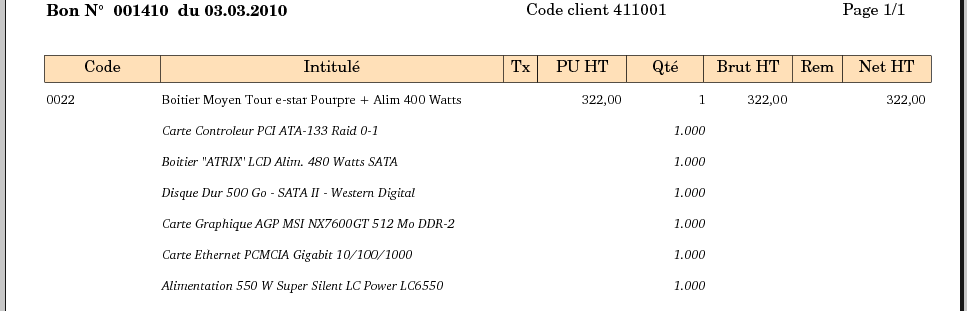 Bon N° 001410 du 03.03.2010 Code client 411001 Page 1/1
Code Intitulé Tx PU HT Qté Brut HT Rem Net HT
0022 Boitier Moyen Tour e-star Pourpre + Alim 400 Watts 322,00 1 322,00 322,00
Carte Controleur PCI ATA-133 Raid 0-1 1.000
Boitier "ATRIX" LCD Alim. 480 Watts SATA 1.000
Disque Dur 500 Go - SATA II - Western Digital 1.000
Carte Graphique AGP MSI NX7600GT 512 Mo DDR-2 1.000
Carte Ethernet PCMCIA Gigabit 10/100/1000 1.000
Alimentation 550 W Super Silent LC Power LC6550 1.000